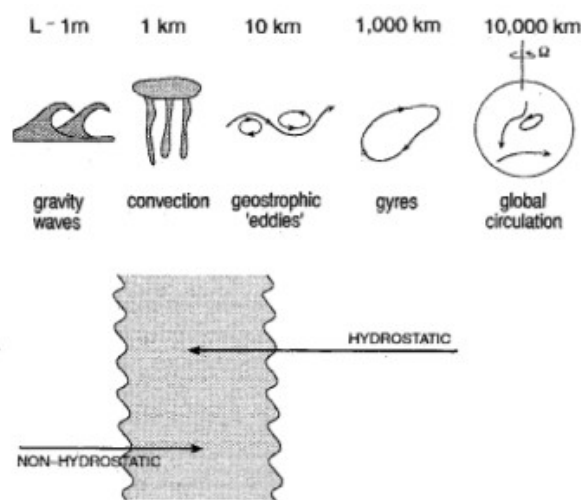 L - 1m 1 km 10 km 1,000 km 10,000 km
Ω
gravity waves
convection
geostrophic 'eddies'
gyres
global circulation
HYDROSTATIC
NON-HYDROSTATIC